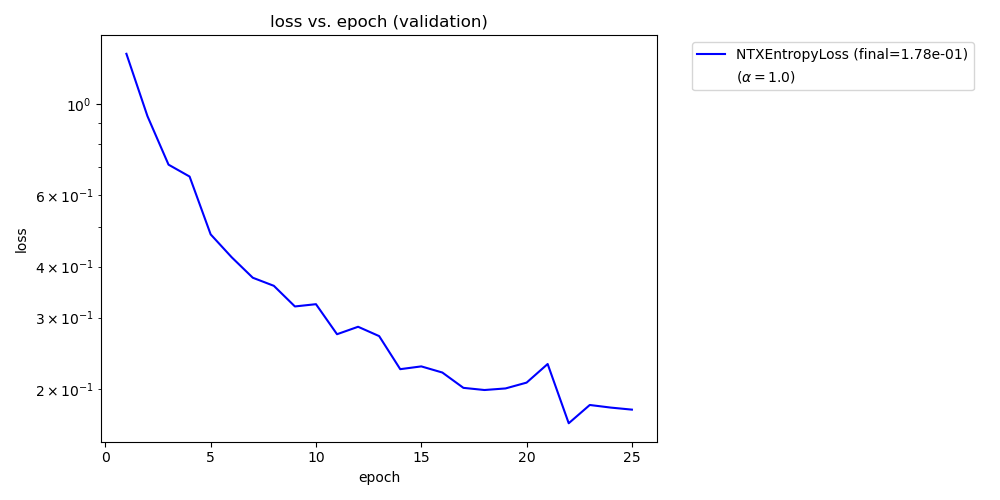 loss vs. epoch (validation)
NTXEntropyLoss (final=1.78e-01)
(α = 1.0)
10⁰
6 × 10⁻¹
4 × 10⁻¹
3 × 10⁻¹
2 × 10⁻¹
loss
0 5 10 15 20 25
epoch